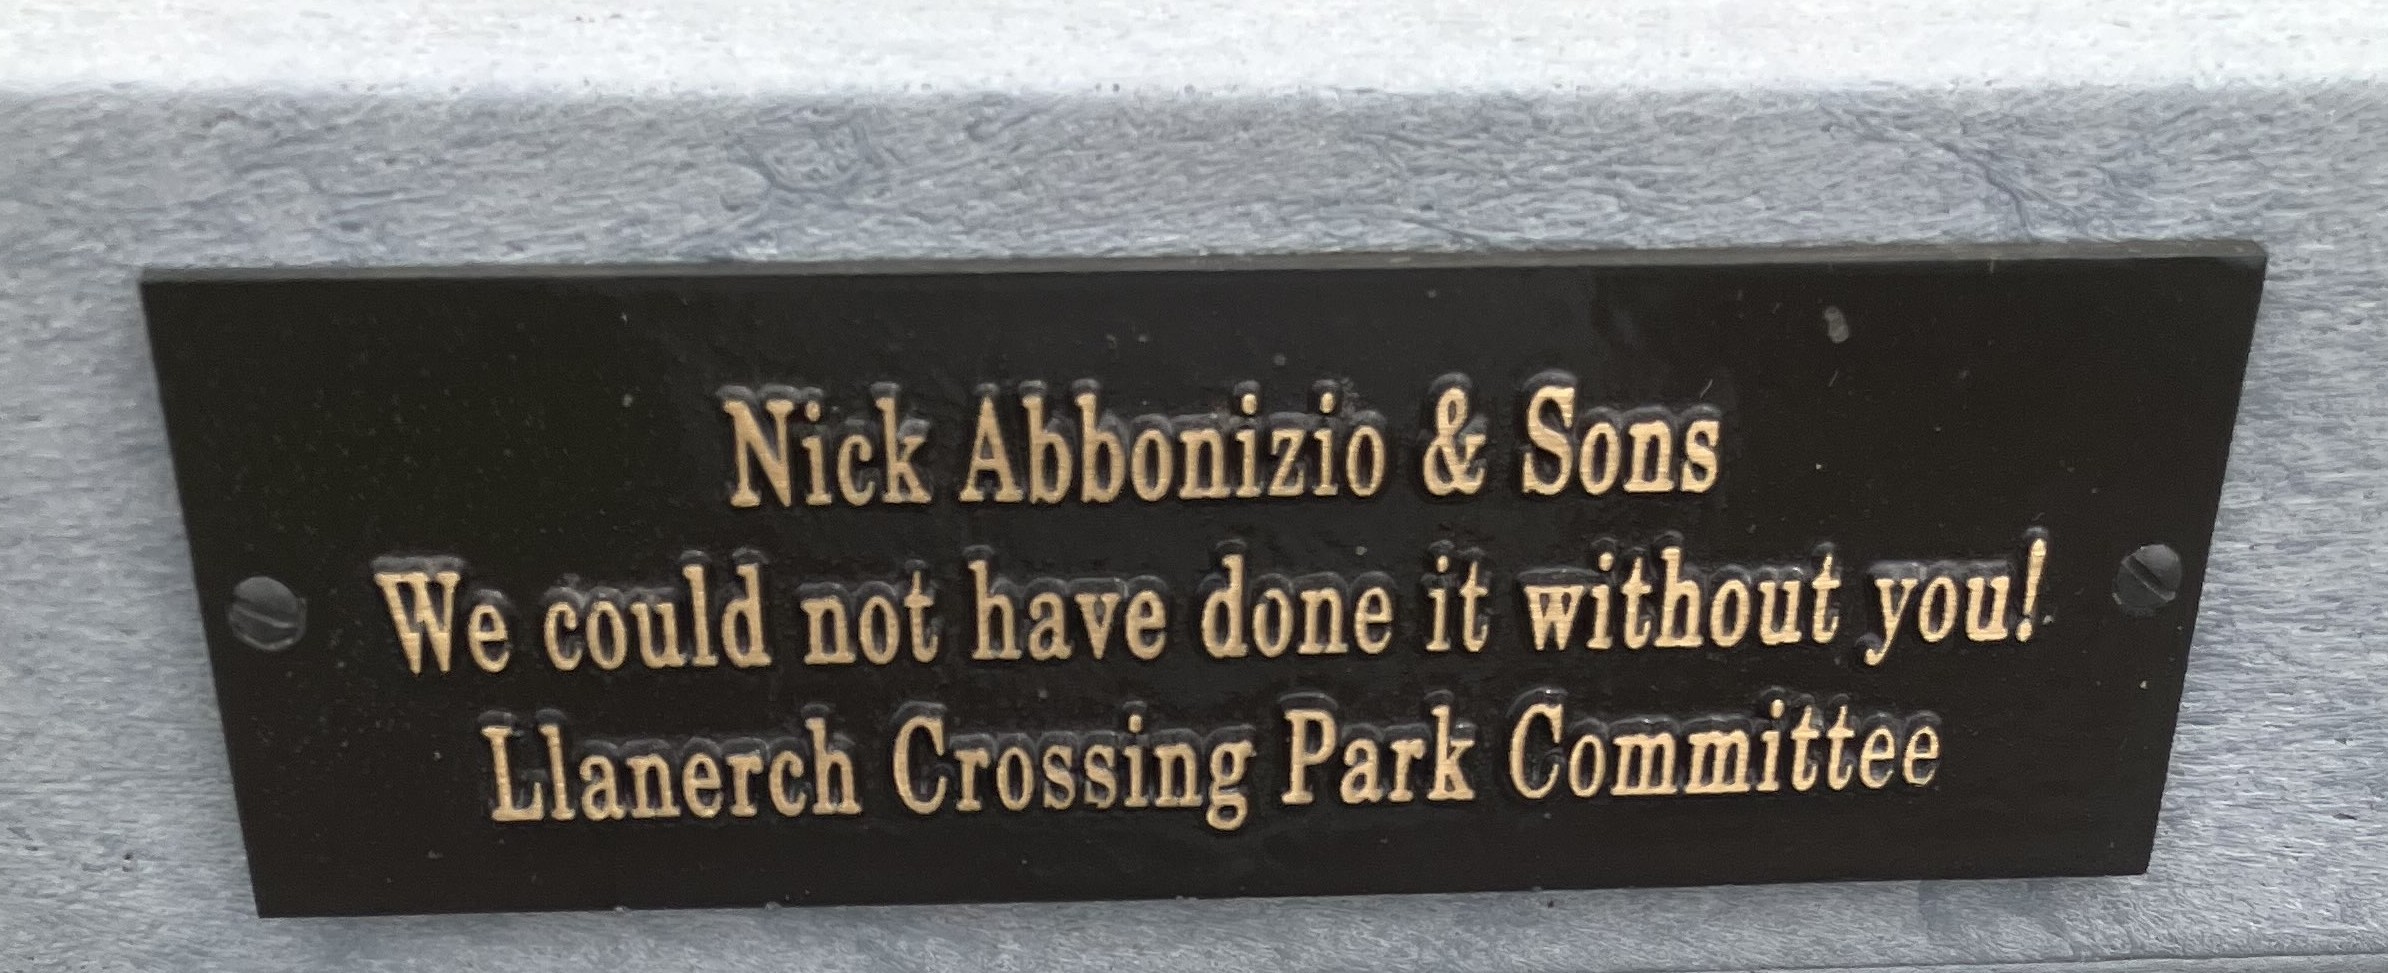 Nick Abbonizio & Sons
We could not have done it without you!
Llanerch Crossing Park Committee